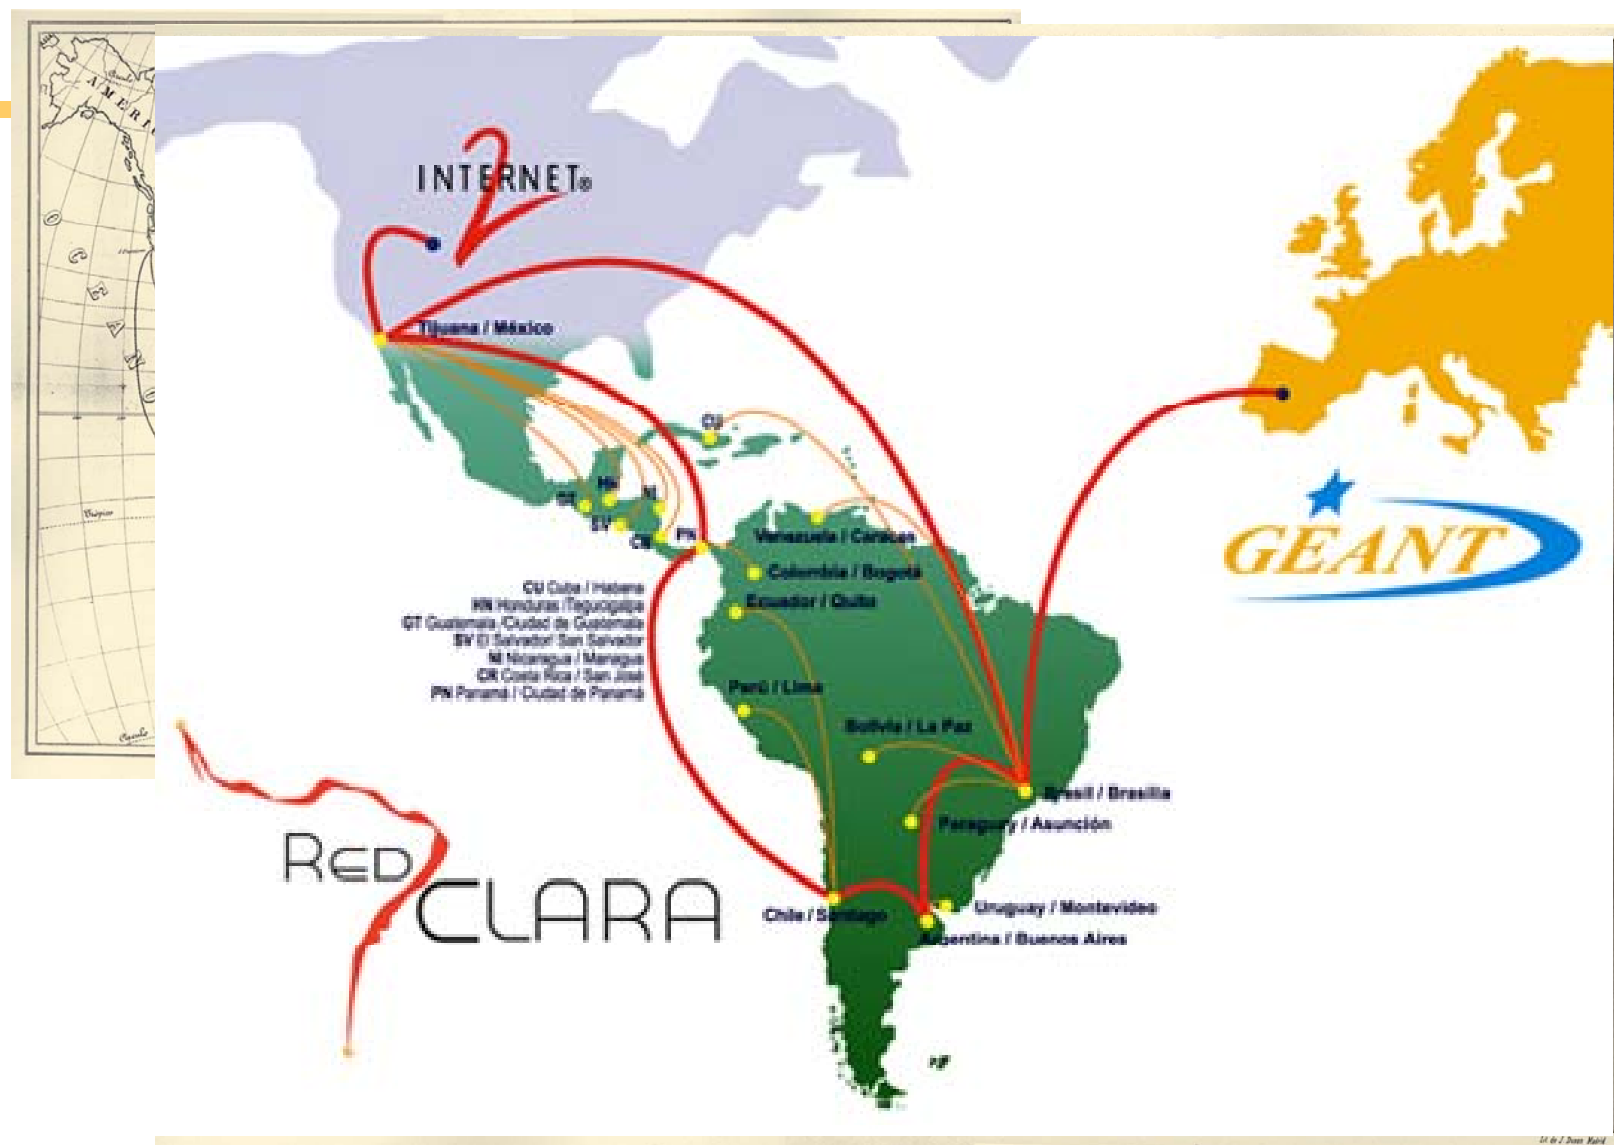 AMERI
O
C
E
A
N
O
Trópico
INTERNET®
2
Tijuana / México
CU
HN
NI
GT
SV
CR
PN
Venezuela / Caracas
Colombia / Bogotá
Ecuador / Quito
CU Cuba / Habana
HN Honduras /Tegucigalpa
GT Guatemala /Ciudad de Guatemala
SV El Salvador/ San Salvador
NI Nicaragua / Managua
CR Costa Rica / San José
PN Panamá / Ciudad de Panamá
Perú / Lima
Bolivia / La Paz
Brasil / Brasilia
Paraguay / Asunción
Chile / Santiago
Uruguay / Montevideo
Argentina / Buenos Aires
GEANT
RED
CLARA